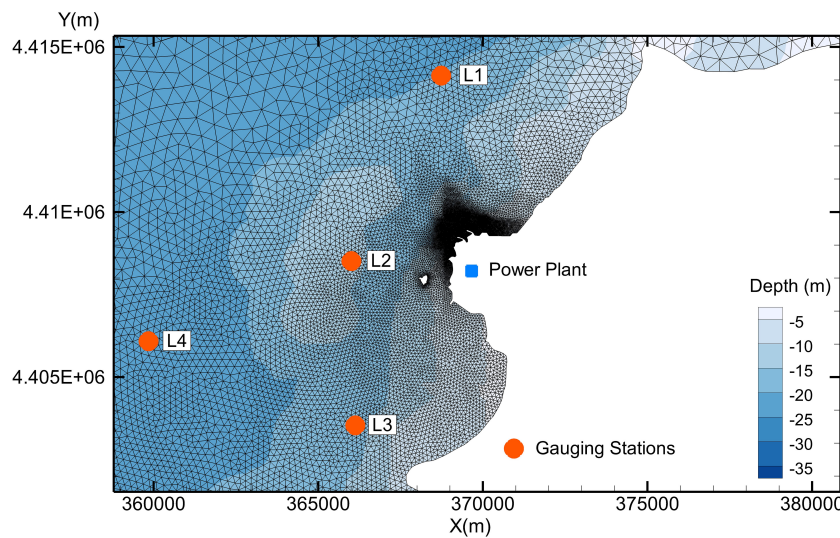 Y(m)
4.415E+06
L1
4.41E+06
L2
Power Plant
Depth (m)
-5
-10
-15
-20
-25
-30
-35
L4
4.405E+06
L3
Gauging Stations
360000
365000
370000
375000
380000
X(m)